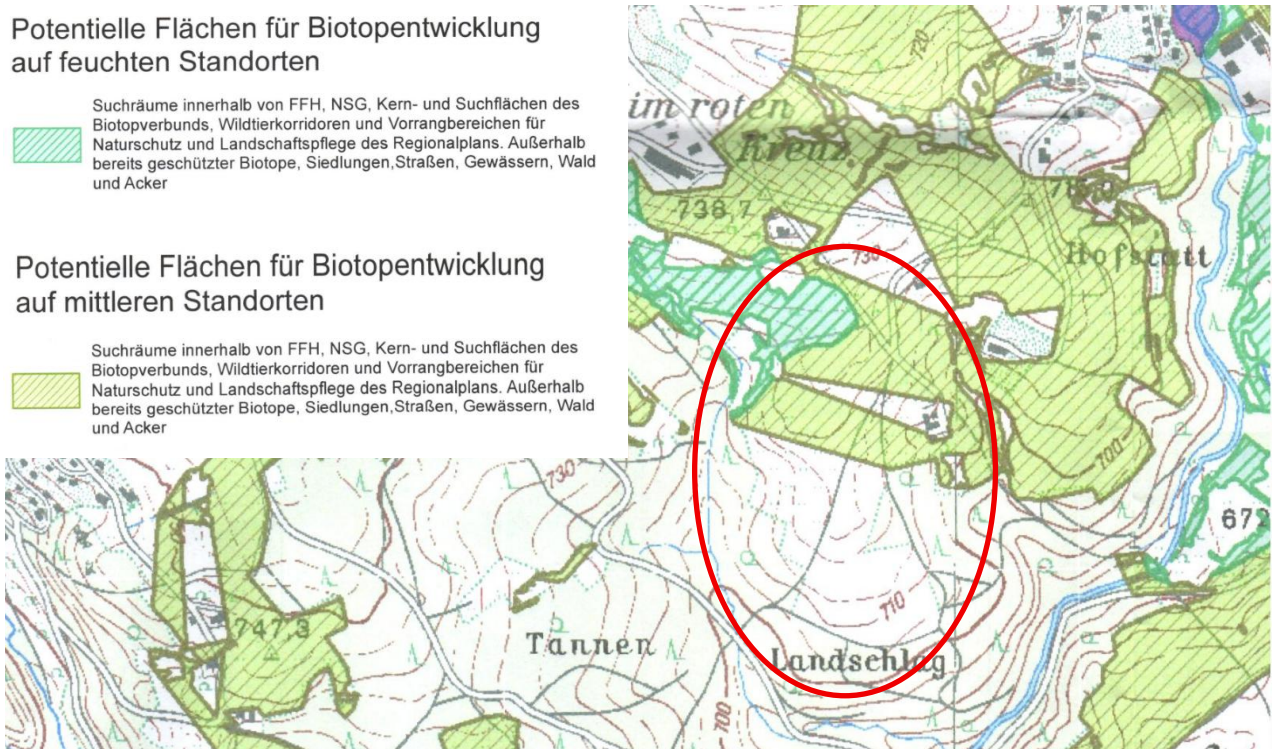 Potentielle Flächen für Biotopentwicklung
auf feuchten Standorten
Suchräume innerhalb von FFH, NSG, Kern- und Suchflächen des
Biotopverbunds, Wildtierkorridoren und Vorrangbereichen für
Naturschutz und Landschaftspflege des Regionalplans. Außerhalb
bereits geschützter Biotope, Siedlungen,Straßen, Gewässern, Wald
und Acker
Potentielle Flächen für Biotopentwicklung
auf mittleren Standorten
Suchräume innerhalb von FFH, NSG, Kern- und Suchflächen des
Biotopverbunds, Wildtierkorridoren und Vorrangbereichen für
Naturschutz und Landschaftspflege des Regionalplans. Außerhalb
bereits geschützter Biotope, Siedlungen,Straßen, Gewässern, Wald
und Acker
720
im roten
Kreuz
738,7
730
Hofstatt
700
730
672
747,3
710
Tannen
Landschlag
700